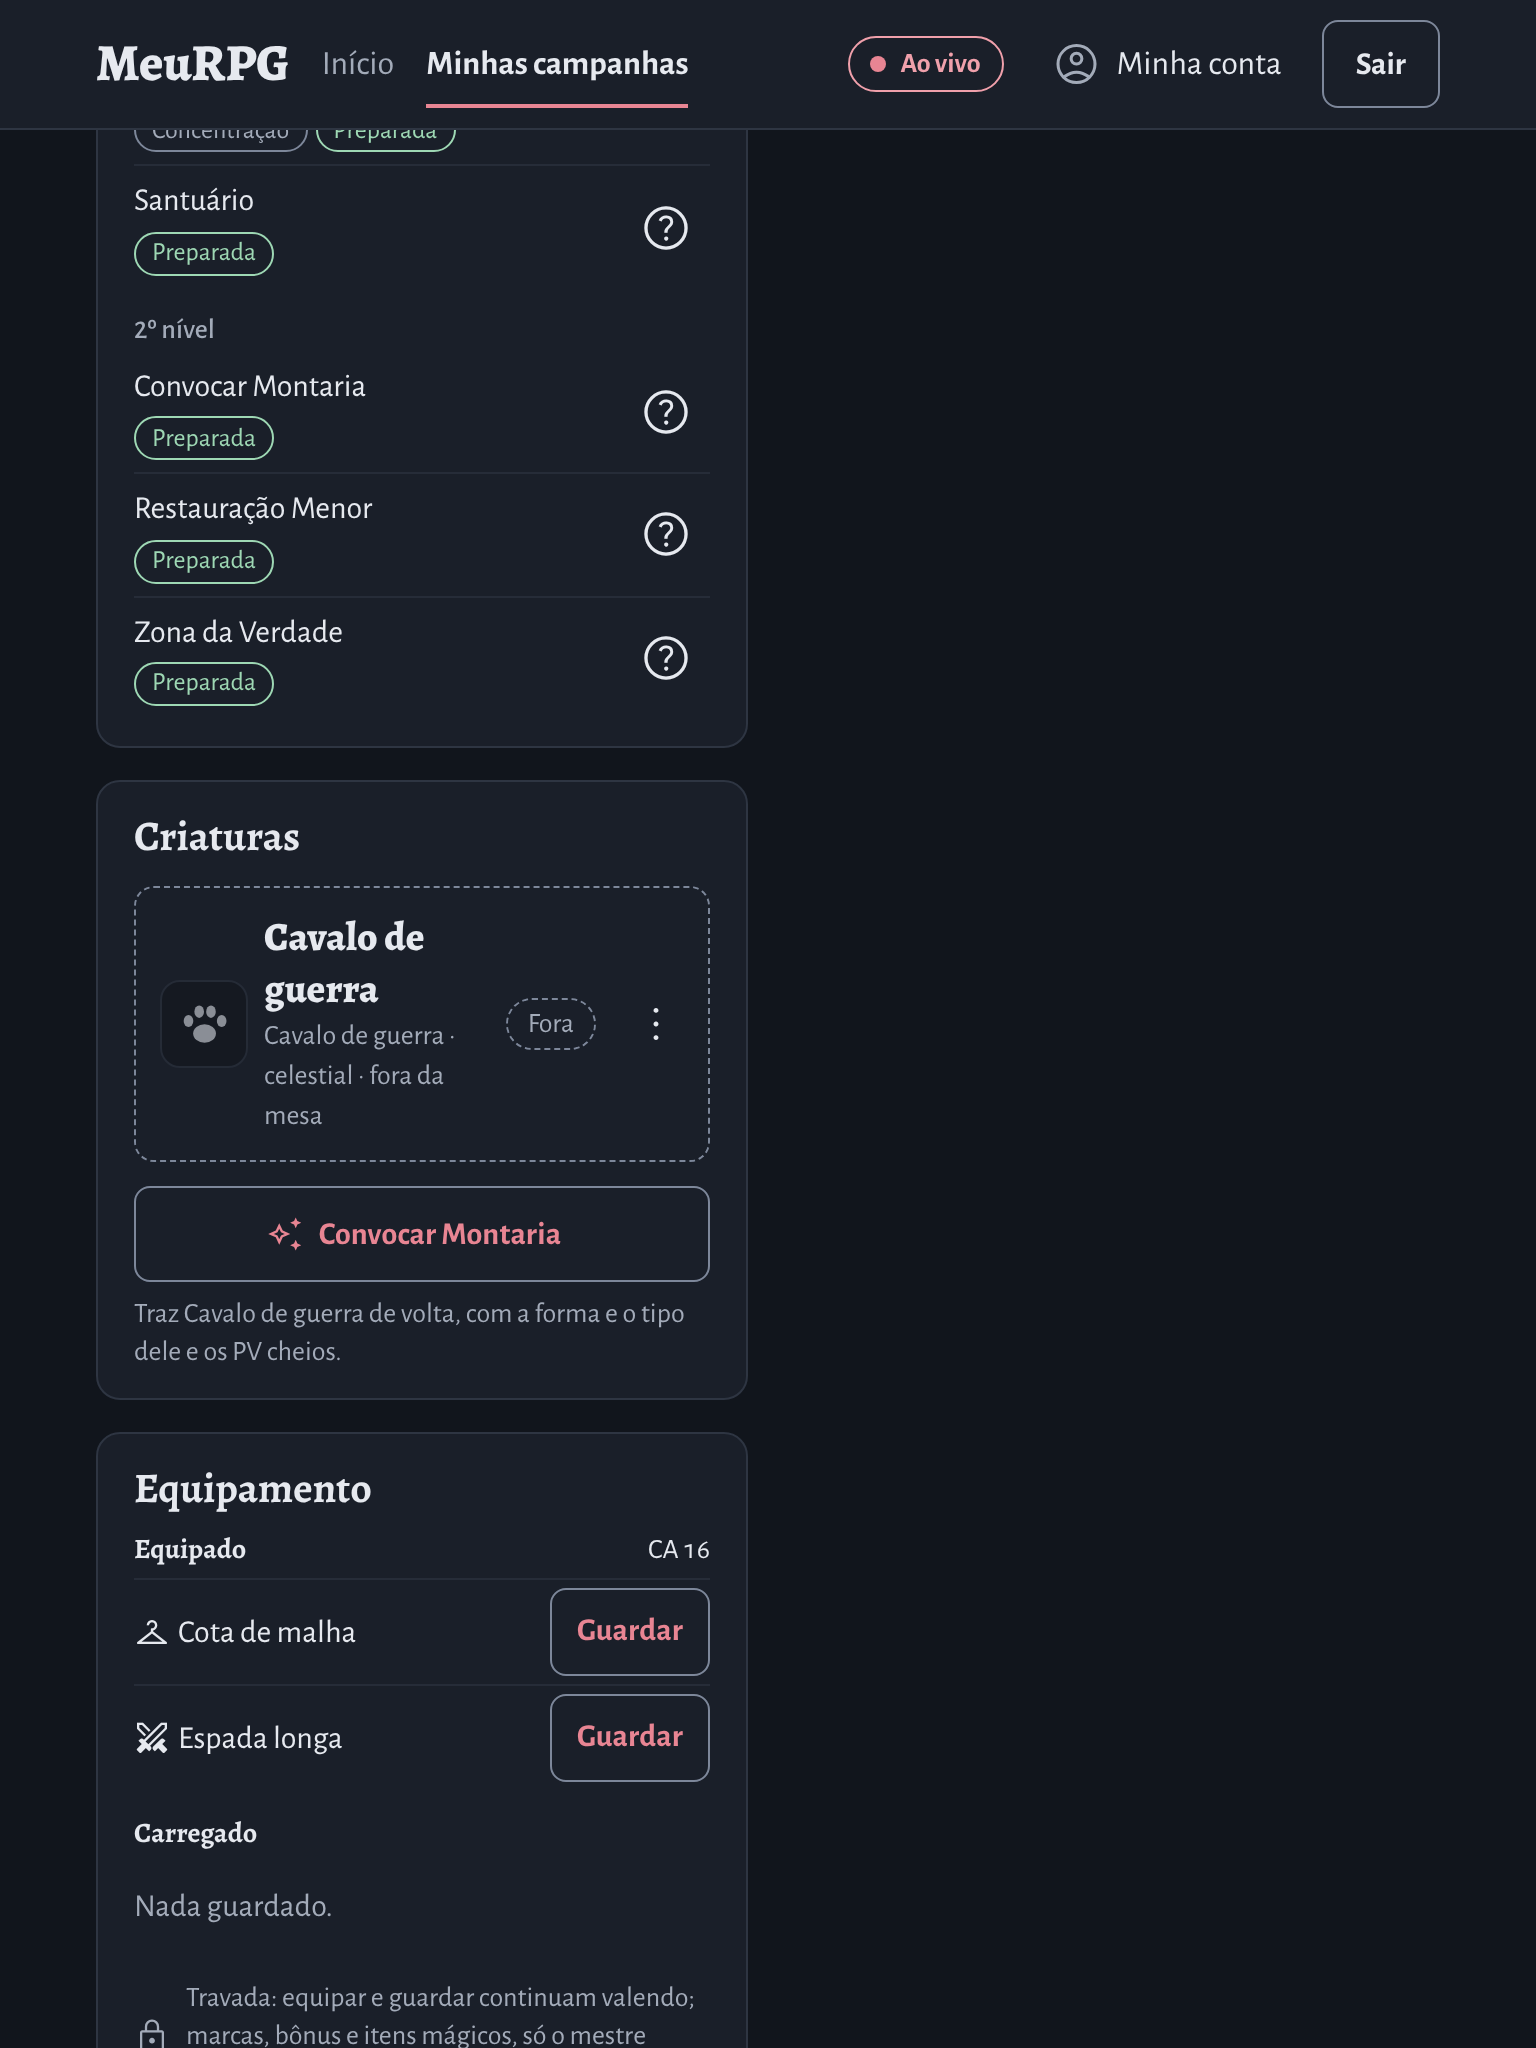 MeuRPG
Início
Minhas campanhas
Ao vivo
Minha conta
Sair
Concentração
Preparada
Santuário
Preparada
2º nível
Convocar Montaria
Preparada
Restauração Menor
Preparada
Zona da Verdade
Preparada
Criaturas
Cavalo de
guerra
Cavalo de guerra ·
celestial · fora da
mesa
Fora
Convocar Montaria
Traz Cavalo de guerra de volta, com a forma e o tipo
dele e os PV cheios.
Equipamento
Equipado
CA 16
Cota de malha
Guardar
Espada longa
Guardar
Carregado
Nada guardado.
Travada: equipar e guardar continuam valendo;
marcas, bônus e itens mágicos, só o mestre